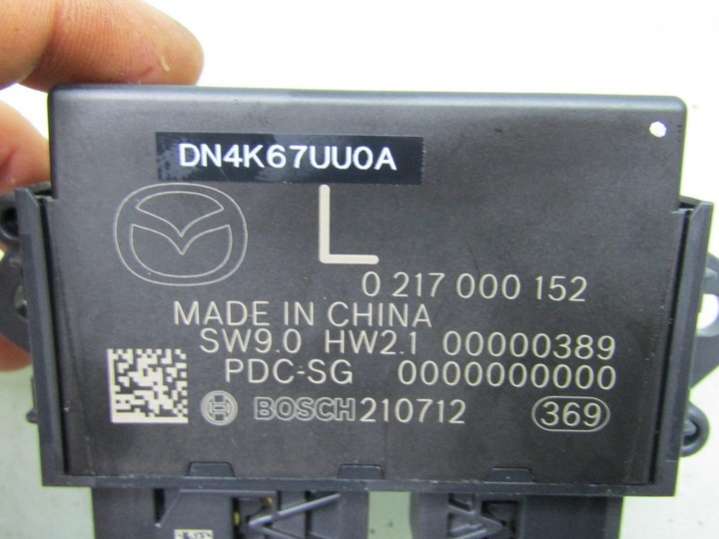 DN4K67UU0A
L
0 217 000 152
MADE IN CHINA
SW9.0 HW2.1 00000389
PDC-SG 0000000000
BOSCH 210712 369